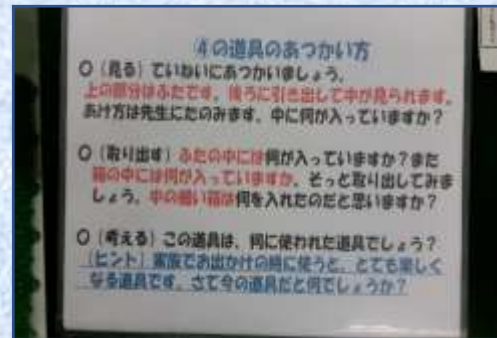 ④の道具のあつかい方
○（見る）ていねいにあつかいましょう。
上の部分はふたです。後ろに引き出して中が見られます。
あけ方は先生にたのみます。中に何が入っていますか？
○（取り出す）ふたの中には何が入っていますか？また
箱の中には何が入っていますか。そっと取り出してみま
しょう。中の細い箱は何を入れたのだと思いますか？
○（考える）この道具は、何に使われた道具でしょう？
（ヒント）家族でお出かけの時に使うと、とても楽しく
なる道具です。さて今の道具だと何でしょうか？